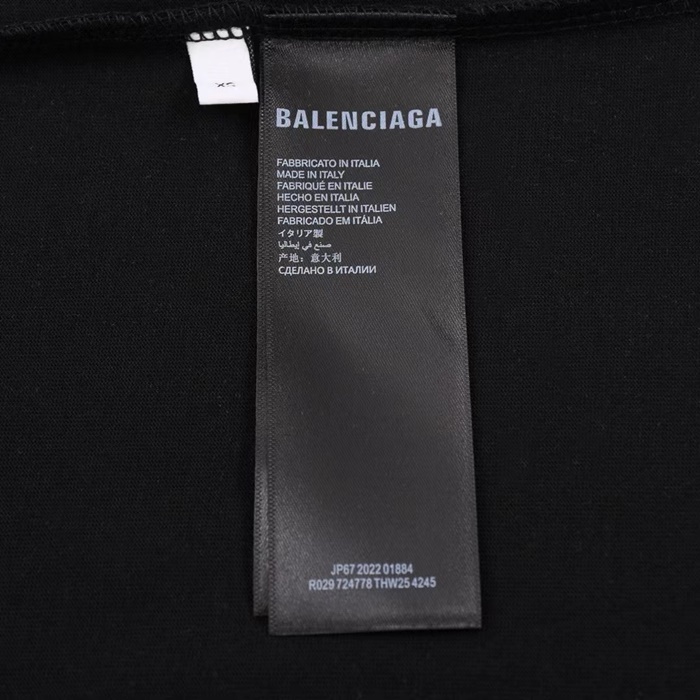 XS
BALENCIAGA
FABBRICATO IN ITALIA
MADE IN ITALY
FABRIQUÉ EN ITALIE
HECHO EN ITALIA
HERGESTELLT IN ITALIEN
FABRICADO EM ITÁLIA
イタリア製
صنع في إيطاليا
产地：意大利
СДЕЛАНО В ИТАЛИИ
JP67 2022 01884
R029 724778 THW25 4245